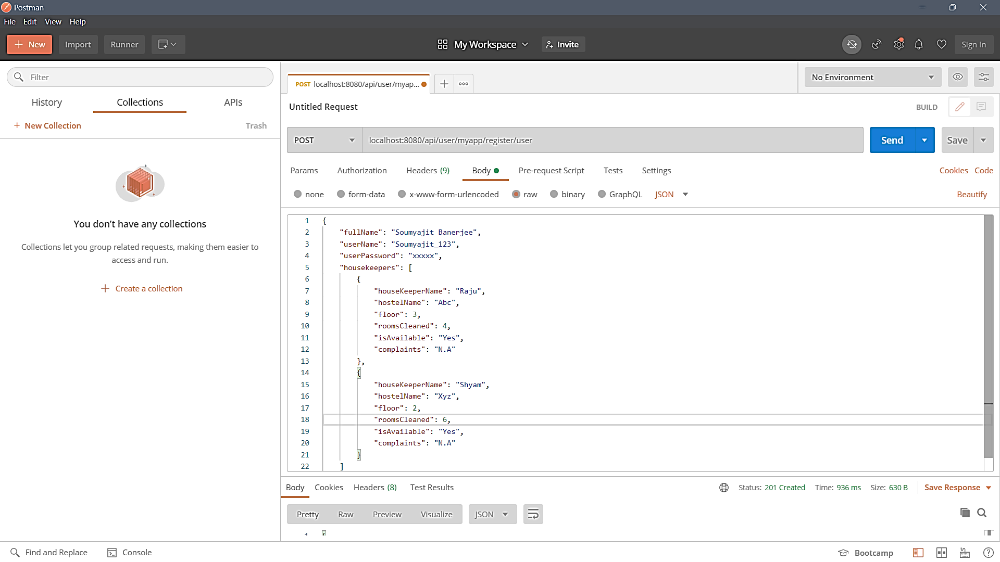 Postman
File Edit View Help
New Import Runner My Workspace Invite Sign In
Filter
History Collections APIs
+ New Collection Trash
You don’t have any collections
Collections let you group related requests, making them easier to
access and run.
+ Create a collection
POST localhost:8080/api/user/myap...
No Environment
Untitled Request BUILD
POST localhost:8080/api/user/myapp/register/user Send Save
Params Authorization Headers (9) Body Pre-request Script Tests Settings Cookies Code
none form-data x-www-form-urlencoded raw binary GraphQL JSON Beautify
1 {
2 "fullName": "Soumyajit Banerjee",
3 "userName": "Soumyajit_123",
4 "userPassword": "xxxxx",
5 "housekeepers": [
6 {
7 "houseKeeperName": "Raju",
8 "hostelName": "Abc",
9 "floor": 3,
10 "roomsCleaned": 4,
11 "isAvailable": "Yes",
12 "complaints": "N.A"
13 },
14 {
15 "houseKeeperName": "Shyam",
16 "hostelName": "Xyz",
17 "floor": 2,
18 "roomsCleaned": 6,
19 "isAvailable": "Yes",
20 "complaints": "N.A"
21 }
22 ]
Body Cookies Headers (8) Test Results Status: 201 Created Time: 936 ms Size: 630 B Save Response
Pretty Raw Preview Visualize JSON
1 {
Find and Replace Console Bootcamp